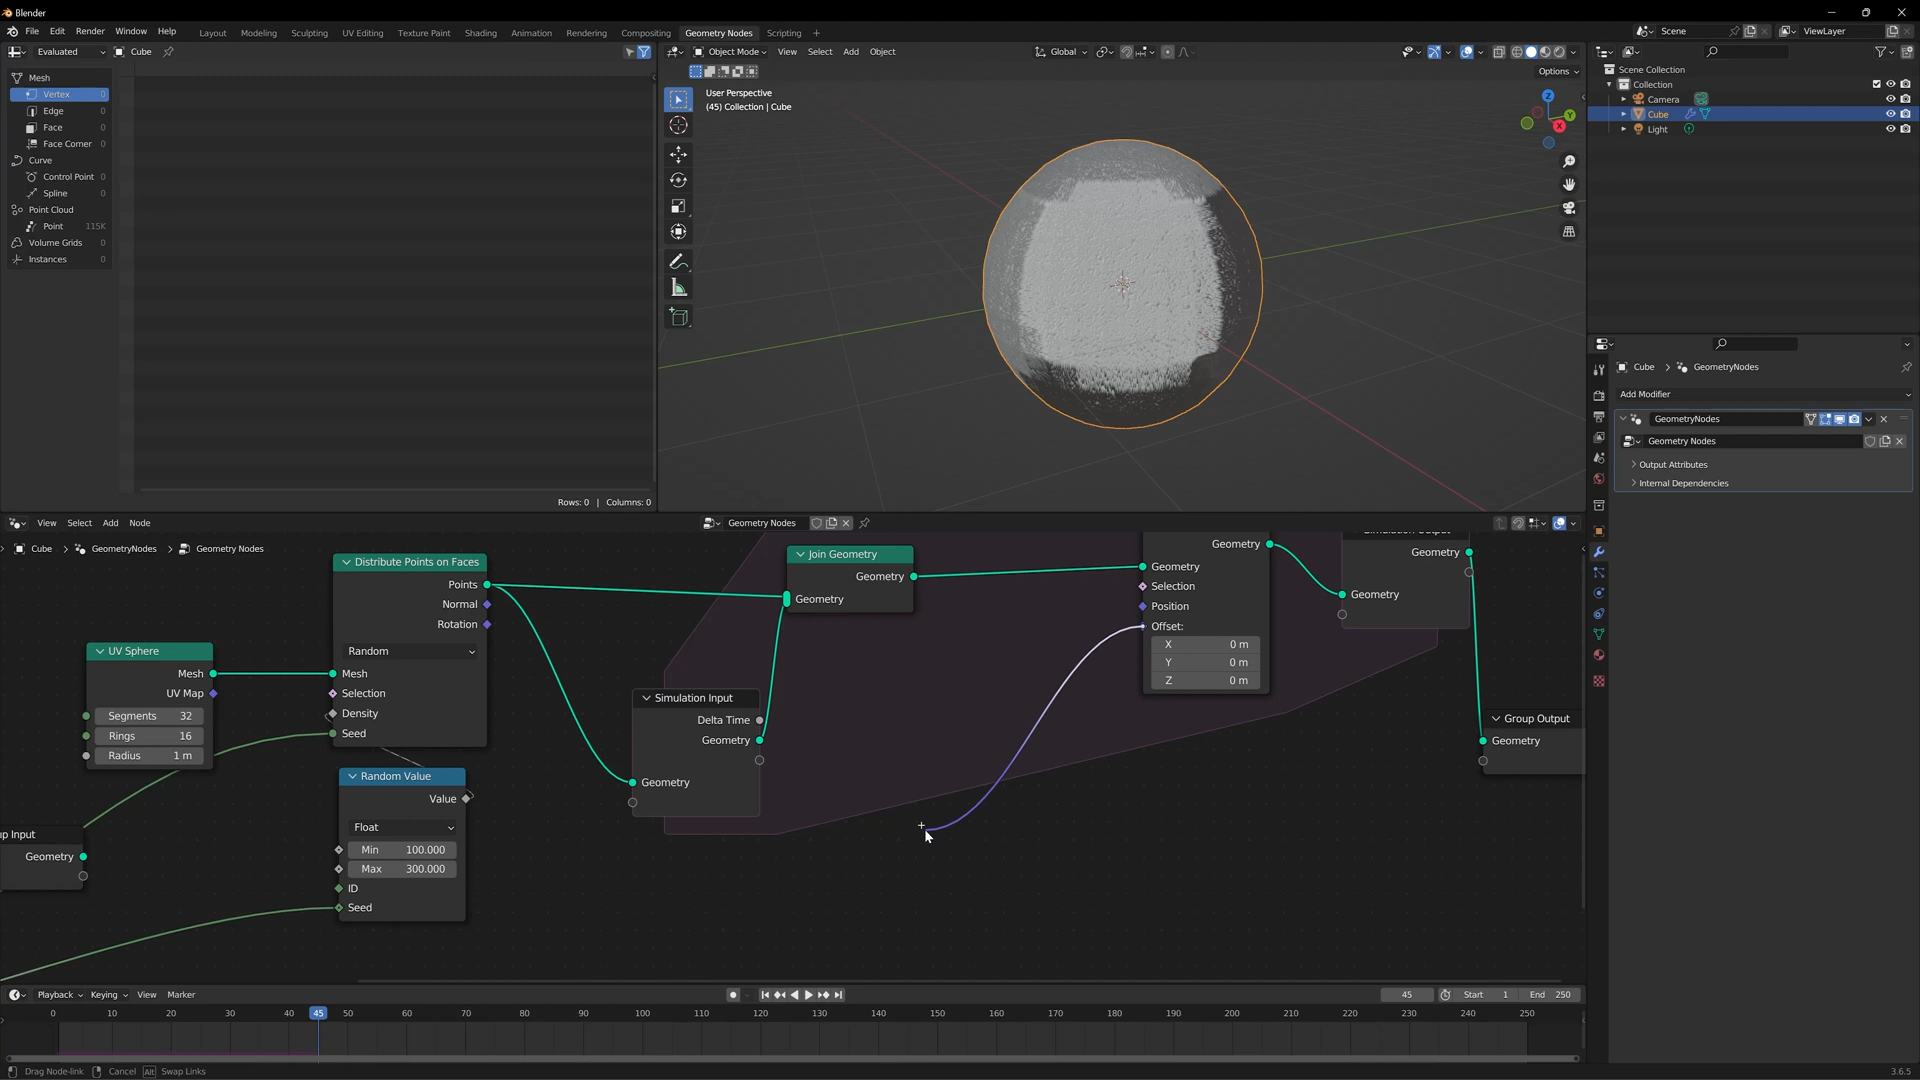 Blender
File Edit Render Window Help
Layout Modeling Sculpting UV Editing Texture Paint Shading Animation Rendering Compositing Geometry Nodes Scripting +
Scene
ViewLayer
Evaluated Cube
Object Mode View Select Add Object
Global
Options
Mesh
Vertex 0
Edge 0
Face 0
Face Corner 0
Curve
Control Point 0
Spline 0
Point Cloud
Point 115K
Volume Grids 0
Instances 0
Rows: 0 | Columns: 0
User Perspective
(45) Collection | Cube
Z
Y
X
Scene Collection
Collection
Camera
Cube
Light
Cube > GeometryNodes
Add Modifier
GeometryNodes
Geometry Nodes
Output Attributes
Internal Dependencies
View Select Add Node
Geometry Nodes
Cube > GeometryNodes > Geometry Nodes
UV Sphere
Mesh
UV Map
Segments 32
Rings 16
Radius 1 m
Distribute Points on Faces
Points
Normal
Rotation
Random
Mesh
Selection
Density
Seed
Random Value
Value
Float
Min 100.000
Max 300.000
ID
Seed
up Input
Geometry
Simulation Input
Delta Time
Geometry
Geometry
Join Geometry
Geometry
Geometry
Geometry
Geometry
Selection
Position
Offset:
X 0 m
Y 0 m
Z 0 m
Simulation Output
Geometry
Geometry
Group Output
Geometry
Playback Keying View Marker
45 Start 1 End 250
0 10 20 30 40 45 50 60 70 80 90 100 110 120 130 140 150 160 170 180 190 200 210 220 230 240 250
Drag Node-link Cancel Alt Swap Links
3.6.5